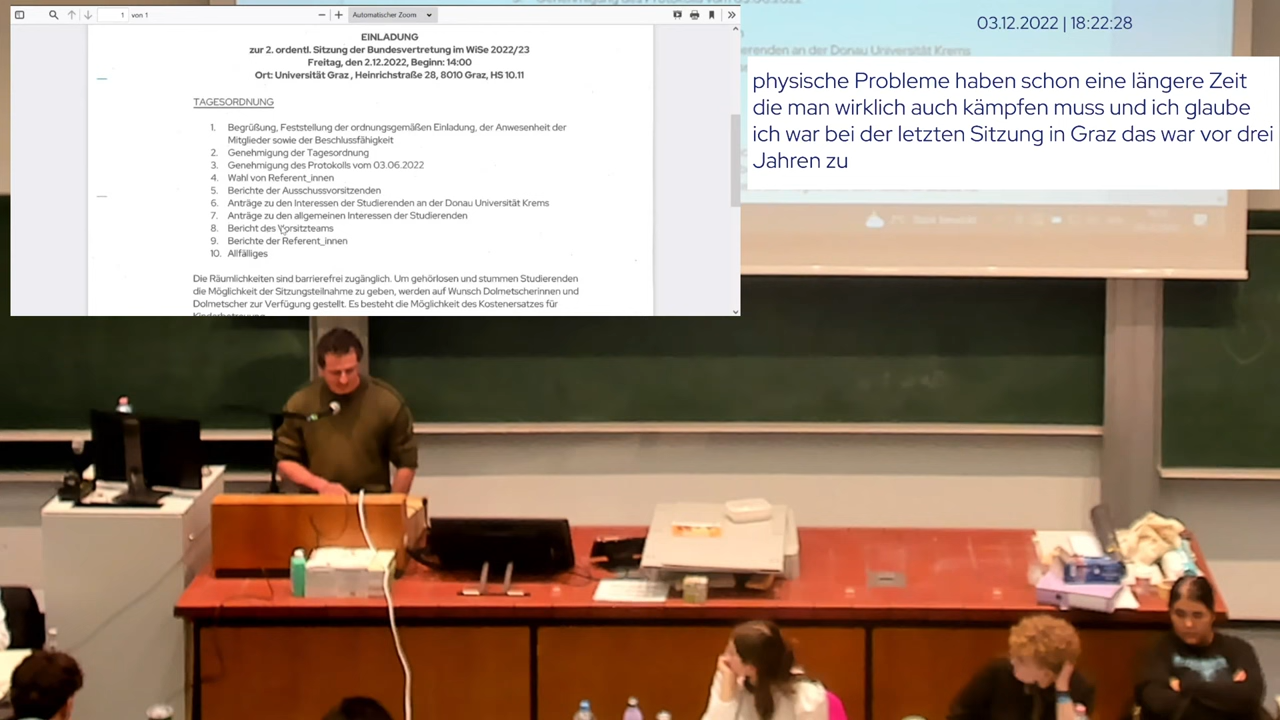 1 von 1
Automatischer Zoom
EINLADUNG
zur 2. ordentl. Sitzung der Bundesvertretung im WiSe 2022/23
Freitag, den 2.12.2022, Beginn: 14:00
Ort: Universität Graz , Heinrichstraße 28, 8010 Graz, HS 10.11
TAGESORDNUNG
1. Begrüßung, Feststellung der ordnungsgemäßen Einladung, der Anwesenheit der
Mitglieder sowie der Beschlussfähigkeit
2. Genehmigung der Tagesordnung
3. Genehmigung des Protokolls vom 03.06.2022
4. Wahl von Referent_innen
5. Berichte der Ausschussvorsitzenden
6. Anträge zu den Interessen der Studierenden an der Donau Universität Krems
7. Anträge zu den allgemeinen Interessen der Studierenden
8. Bericht des Vorsitzteams
9. Berichte der Referent_innen
10. Allfälliges
Die Räumlichkeiten sind barrierefrei zugänglich. Um gehörlosen und stummen Studierenden
die Möglichkeit der Sitzungsteilnahme zu geben, werden auf Wunsch Dolmetscherinnen und
Dolmetscher zur Verfügung gestellt. Es besteht die Möglichkeit des Kostenersatzes für
Kinderbetreuung.
03.12.2022 | 18:22:28
erenden an der Donau Universität Krems
physische Probleme haben schon eine längere Zeit
die man wirklich auch kämpfen muss und ich glaube
ich war bei der letzten Sitzung in Graz das war vor drei
Jahren zu